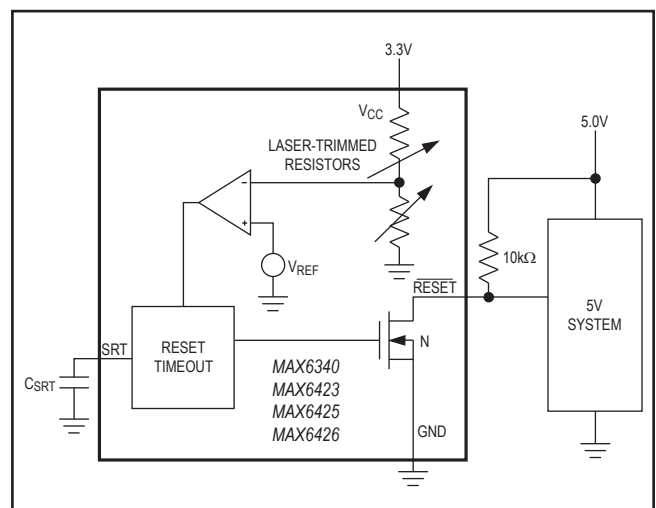 3.3V
VCC
5.0V
LASER-TRIMMED
RESISTORS
−
+
VREF
10kΩ
RESET
5V
SYSTEM
SRT
RESET
TIMEOUT
N
CSRT
MAX6340
MAX6423
MAX6425
MAX6426
GND